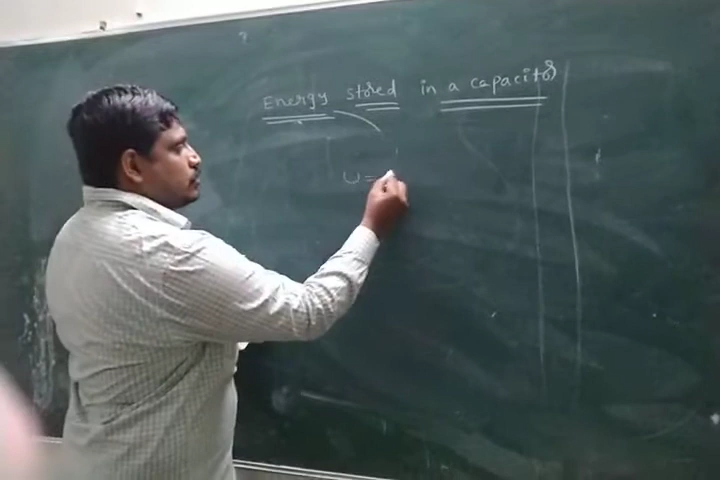 Energy stored in a capacitor
U =